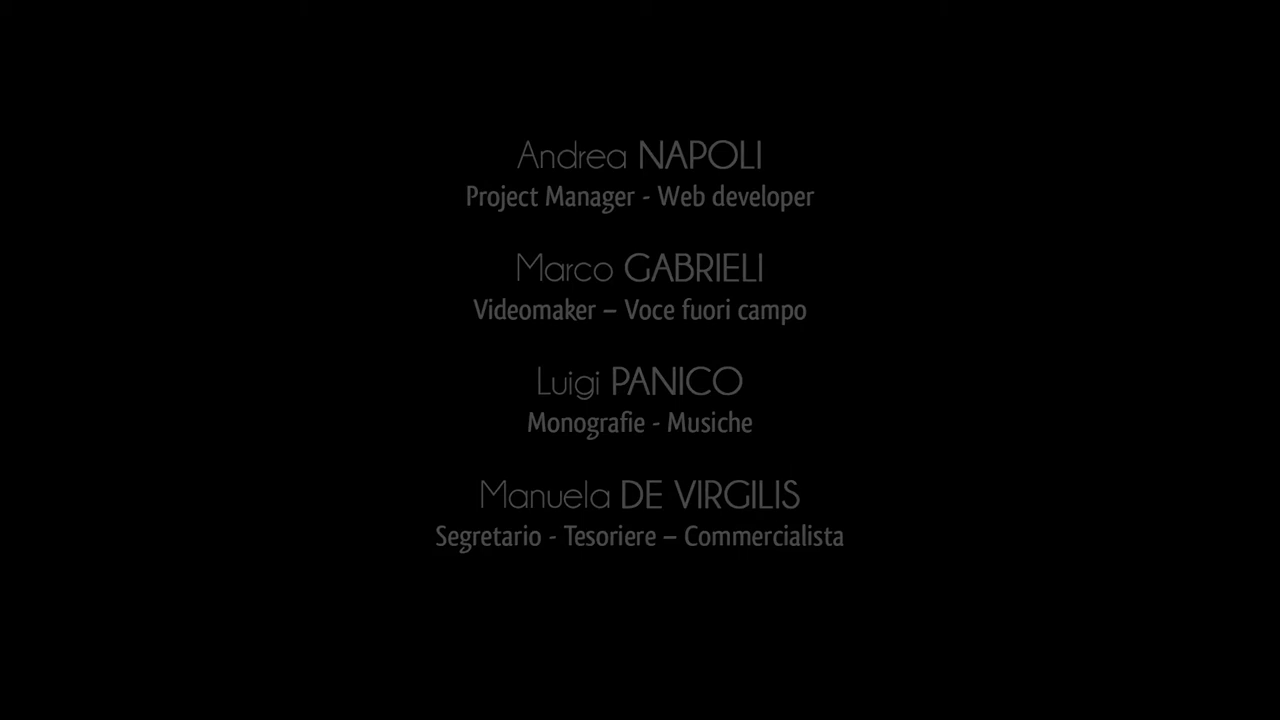 Andrea NAPOLI
Project Manager - Web developer
Marco GABRIELI
Videomaker – Voce fuori campo
Luigi PANICO
Monografie - Musiche
Manuela DE VIRGILIS
Segretario - Tesoriere – Commercialista